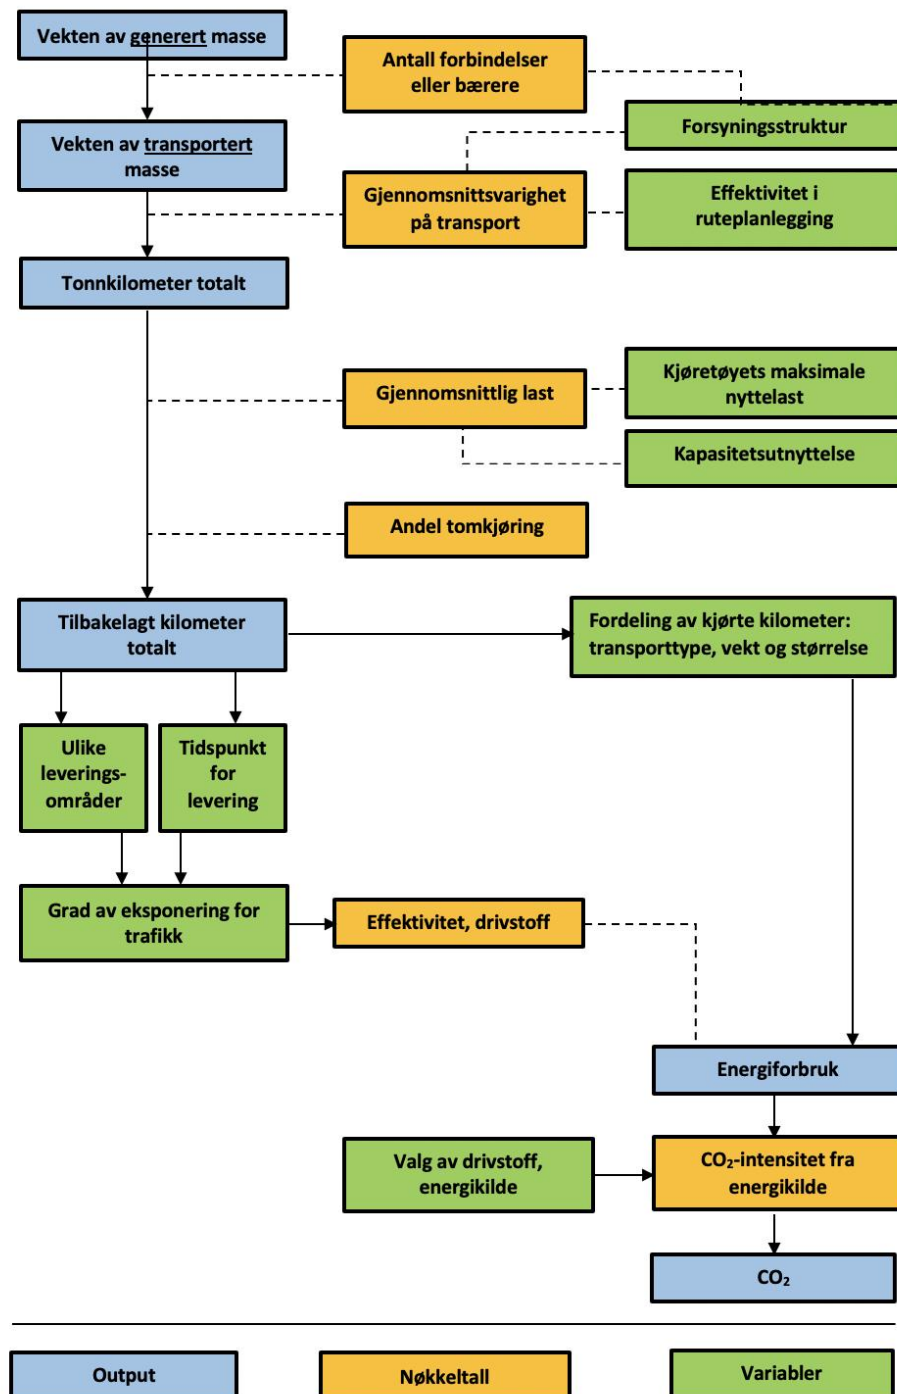 Vekten av generert masse
Antall forbindelser
eller bærere
Forsyningsstruktur
Vekten av transportert
masse
Gjennomsnittsvarighet
på transport
Effektivitet i
ruteplanlegging
Tonnkilometer totalt
Gjennomsnittlig last
Kjøretøyets maksimale
nyttelast
Kapasitetsutnyttelse
Andel tomkjøring
Tilbakelagt kilometer
totalt
Fordeling av kjørte kilometer:
transporttype, vekt og størrelse
Ulike
leverings-
områder
Tidspunkt
for
levering
Grad av eksponering for
trafikk
Effektivitet, drivstoff
Energiforbruk
Valg av drivstoff,
energikilde
CO₂-intensitet fra
energikilde
CO₂
Output
Nøkkeltall
Variabler